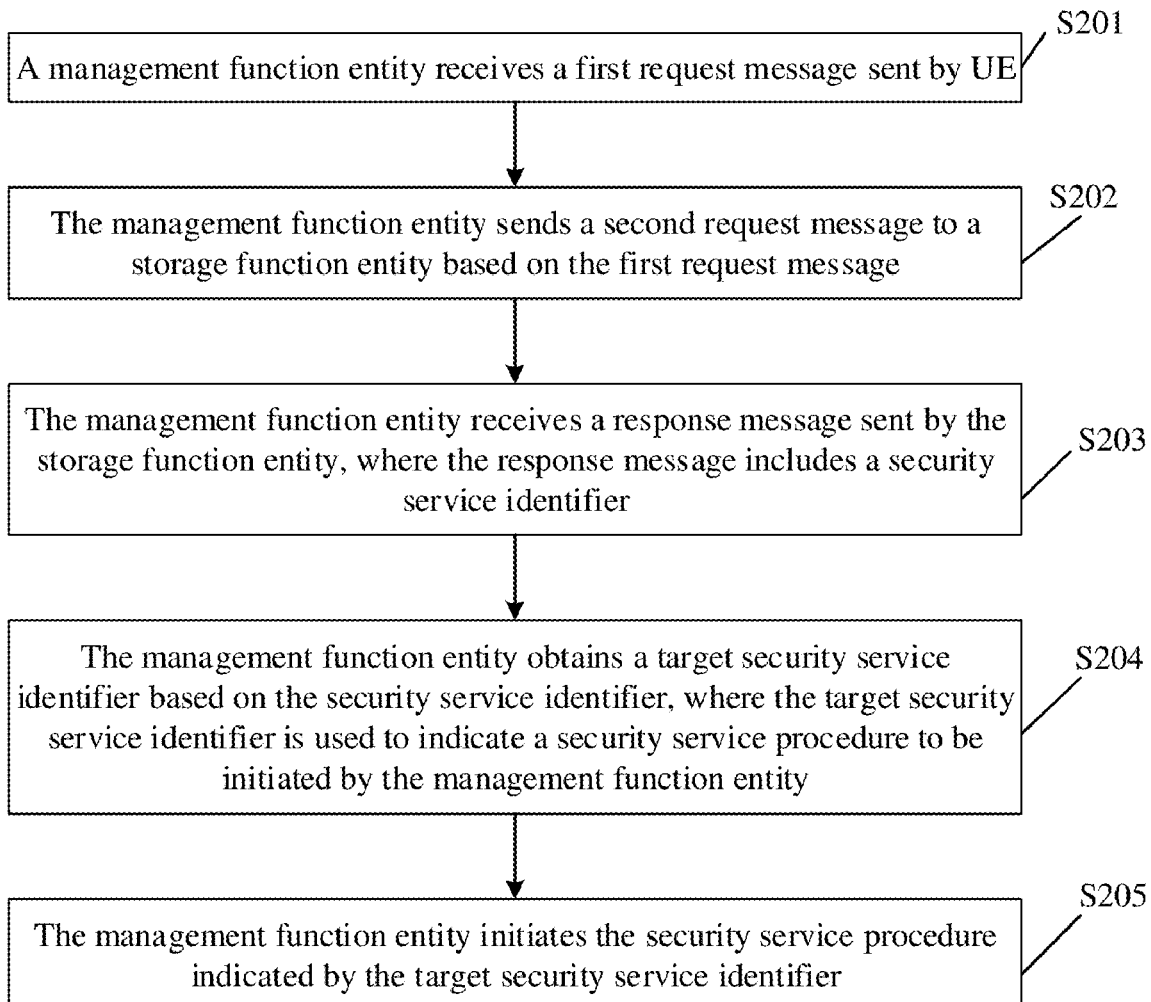 S201
A management function entity receives a first request message sent by UE
S202
The management function entity sends a second request message to a
storage function entity based on the first request message
The management function entity receives a response message sent by the
storage function entity, where the response message includes a security
service identifier
S203
The management function entity obtains a target security service
identifier based on the security service identifier, where the target security
service identifier is used to indicate a security service procedure to be
initiated by the management function entity
S204
S205
The management function entity initiates the security service procedure
indicated by the target security service identifier